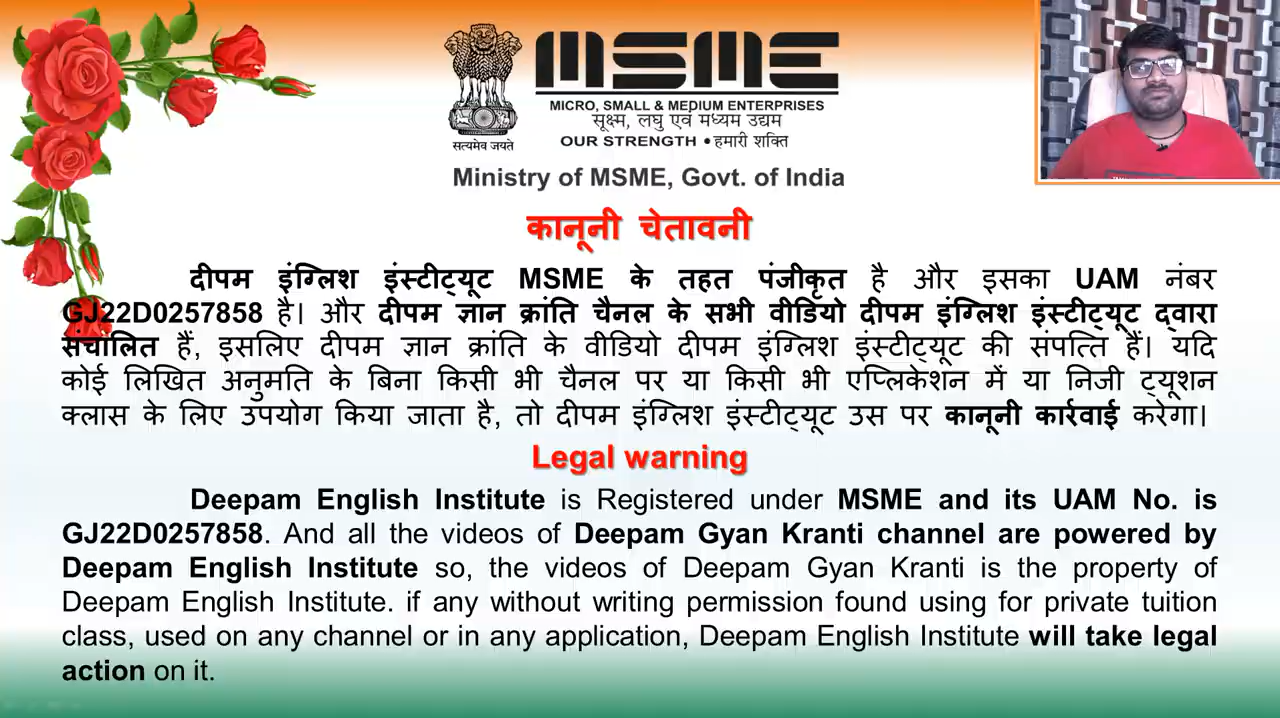 MSME
MICRO, SMALL & MEDIUM ENTERPRISES
सूक्ष्म, लघु एवं मध्यम उद्यम
OUR STRENGTH • हमारी शक्ति
सत्यमेव जयते
Ministry of MSME, Govt. of India
कानूनी चेतावनी
दीपम इंग्लिश इंस्टीट्यूट MSME के तहत पंजीकृत है और इसका UAM नंबर
GJ22D0257858 है। और दीपम ज्ञान क्रांति चैनल के सभी वीडियो दीपम इंग्लिश इंस्टीट्यूट द्वारा
संचालित हैं, इसलिए दीपम ज्ञान क्रांति के वीडियो दीपम इंग्लिश इंस्टीट्यूट की संपत्ति हैं। यदि
कोई लिखित अनुमति के बिना किसी भी चैनल पर या किसी भी एप्लिकेशन में या निजी ट्यूशन
क्लास के लिए उपयोग किया जाता है, तो दीपम इंग्लिश इंस्टीट्यूट उस पर कानूनी कार्रवाई करेगा।
Legal warning
Deepam English Institute is Registered under MSME and its UAM No. is
GJ22D0257858. And all the videos of Deepam Gyan Kranti channel are powered by
Deepam English Institute so, the videos of Deepam Gyan Kranti is the property of
Deepam English Institute. if any without writing permission found using for private tuition
class, used on any channel or in any application, Deepam English Institute will take legal
action on it.